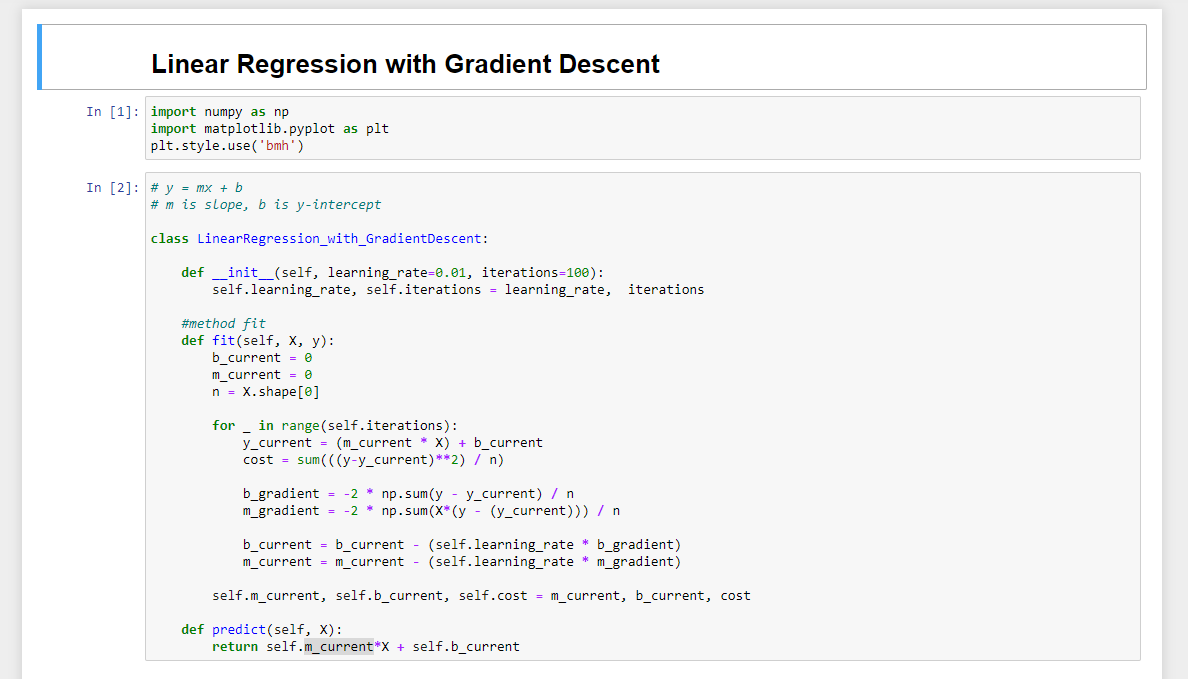 Linear Regression with Gradient Descent
In [1]: import numpy as np
import matplotlib.pyplot as plt
plt.style.use('bmh')
In [2]: # y = mx + b
# m is slope, b is y-intercept
class LinearRegression_with_GradientDescent:
def __init__(self, learning_rate=0.01, iterations=100):
self.learning_rate, self.iterations = learning_rate,  iterations
#method fit
def fit(self, X, y):
b_current = 0
m_current = 0
n = X.shape[0]
for _ in range(self.iterations):
y_current = (m_current * X) + b_current
cost = sum(((y-y_current)**2) / n)
b_gradient = -2 * np.sum(y - y_current) / n
m_gradient = -2 * np.sum(X*(y - (y_current))) / n
b_current = b_current - (self.learning_rate * b_gradient)
m_current = m_current - (self.learning_rate * m_gradient)
self.m_current, self.b_current, self.cost = m_current, b_current, cost
def predict(self, X):
return self.m_current*X + self.b_current